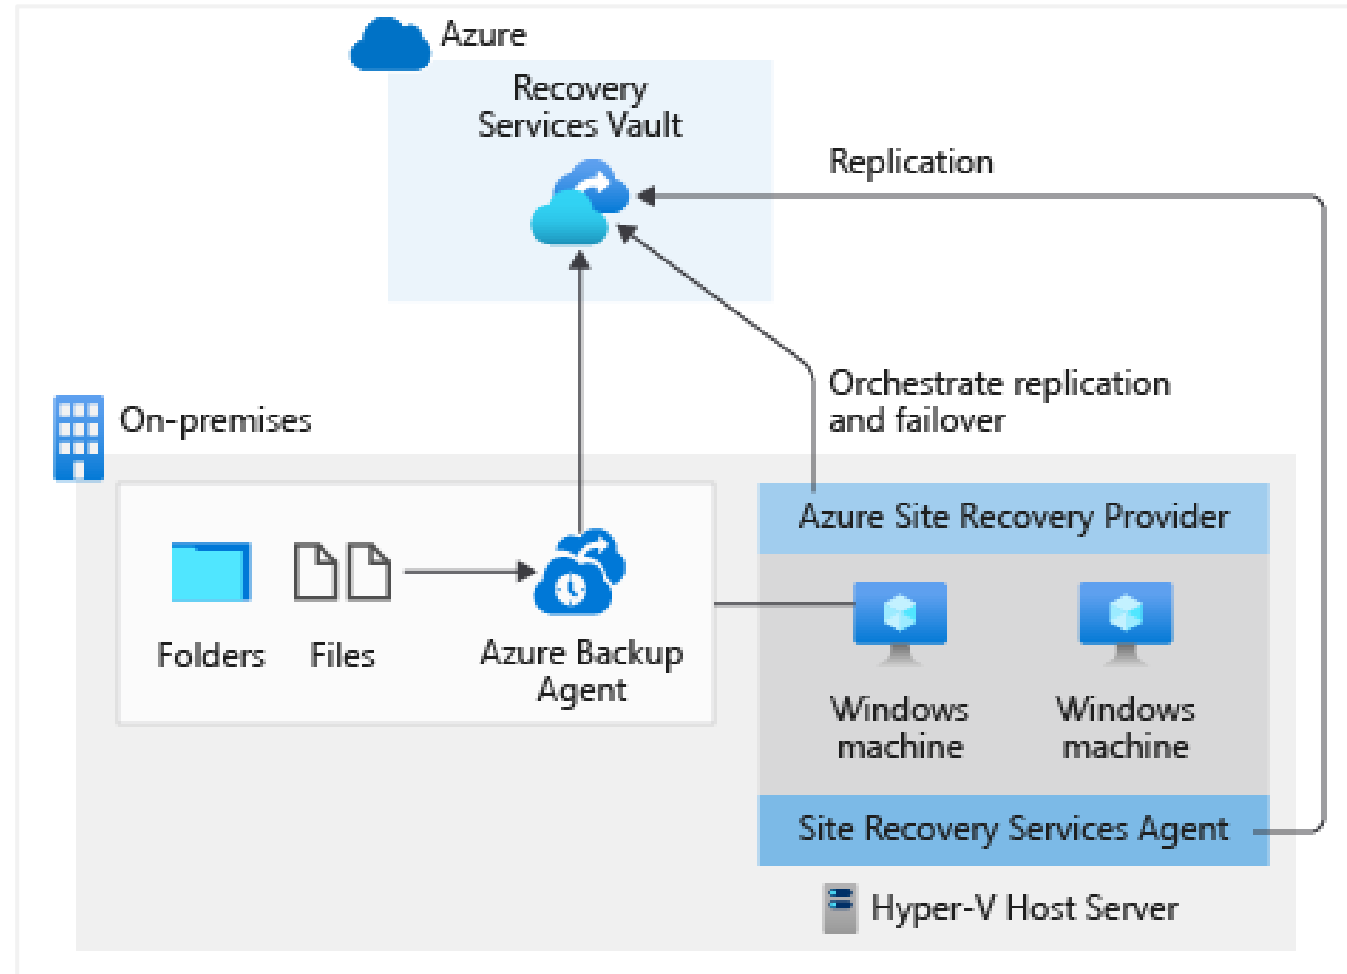 Azure
Recovery
Services Vault
Replication
Orchestrate replication
and failover
On-premises
Azure Site Recovery Provider
Folders
Files
Azure Backup
Agent
Windows
machine
Windows
machine
Site Recovery Services Agent
Hyper-V Host Server